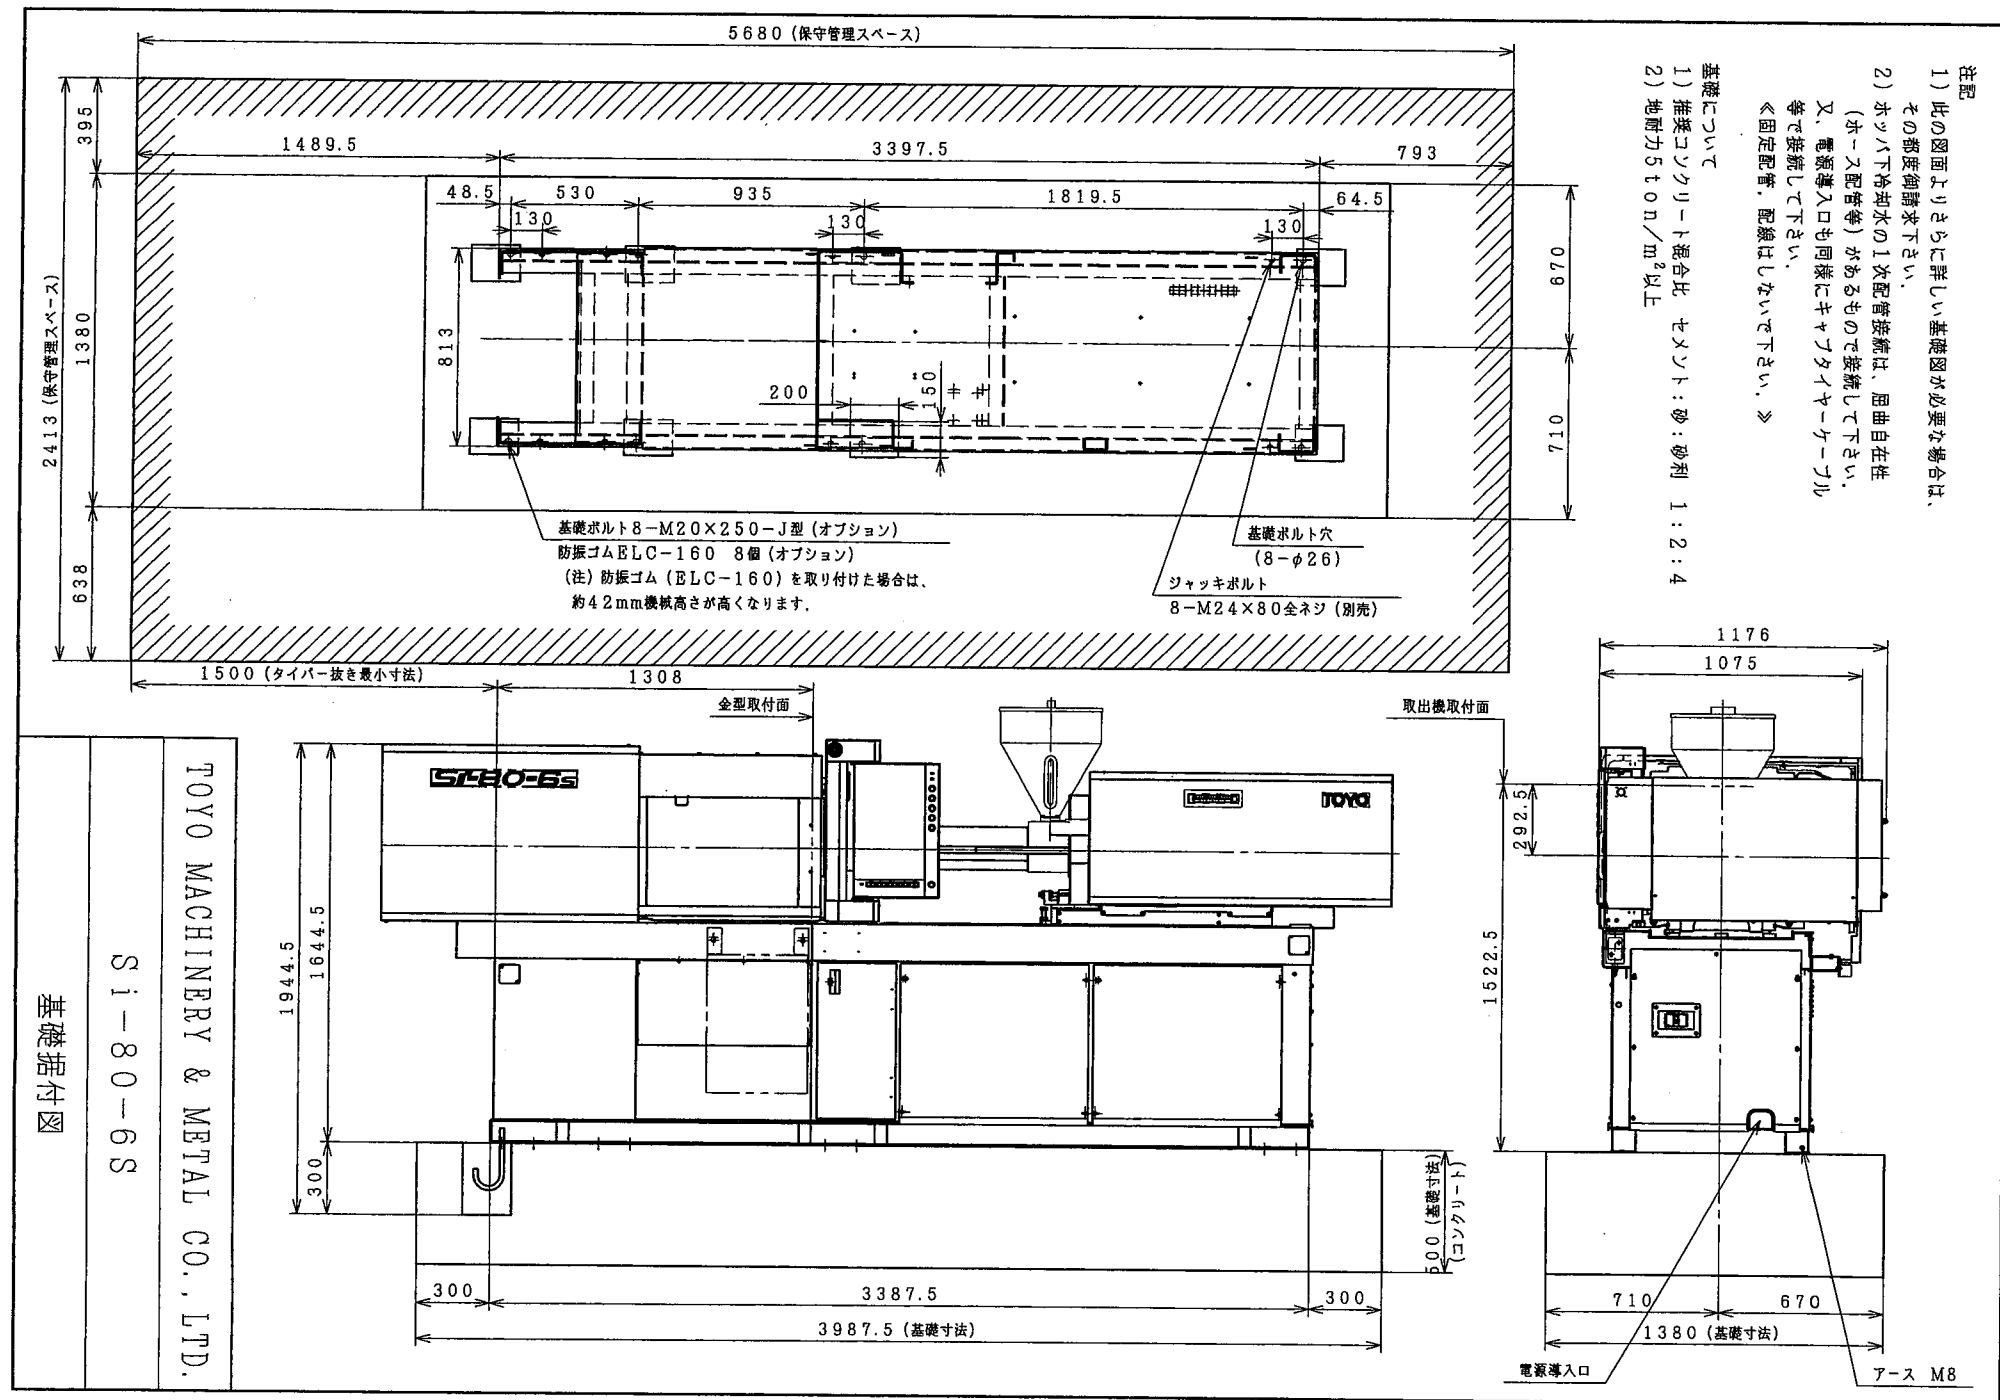 5680 (保守管理スペース)
2413 (保守管理スペース)
395
1380
638
1489.5
3397.5
793
48.5
530
935
1819.5
64.5
130
130
130
813
200
150
670
710
基礎ボルト8-M20×250-J型 (オプション)
防振ゴムELC-160 8個 (オプション)
(注) 防振ゴム (ELC-160) を取り付けた場合は、
約42mm機械高さが高くなります.
基礎ボルト穴
(8-φ26)
ジャッキボルト
8-M24×80全ネジ (別売)
注記
1) 此の図面よりさらに詳しい基礎図が必要な場合は、
その都度御請求下さい.
2) ホッパ下冷却水の1次配管接続は、屈曲自在性
(ホース配管等) があるもので接続して下さい.
又、電源導入口も同様にキャブタイヤーケーブル
等で接続して下さい.
≪固定配管, 配線はしないで下さい. ≫
基礎について
1) 推奨コンクリート混合比 セメント:砂:砂利 1:2:4
2) 地耐力5ton/m²以上
1500 (タイバー抜き最小寸法)
1308
金型取付面
取出機取付面
1176
1075
Si-80-6s
TOYO
1944.5
1644.5
300
292.5
1522.5
500 (基礎寸法)
(コンクリート)
300
3387.5
300
3987.5 (基礎寸法)
710
670
1380 (基礎寸法)
電源導入口
アース M8
TOYO MACHINERY & METAL CO., LTD.
Si-80-6S
基礎据付図